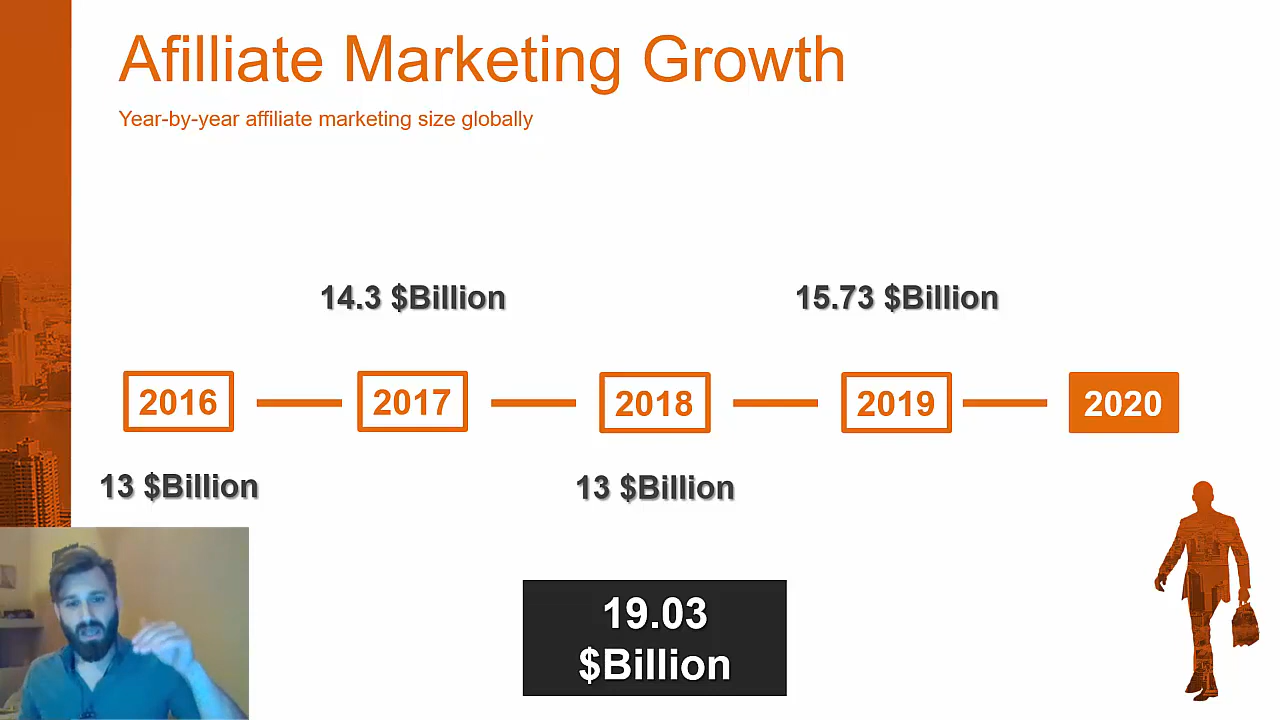 Afilliate Marketing Growth
Year-by-year affiliate marketing size globally
14.3 $Billion
15.73 $Billion
2016
2017
2018
2019
2020
13 $Billion
13 $Billion
19.03
$Billion